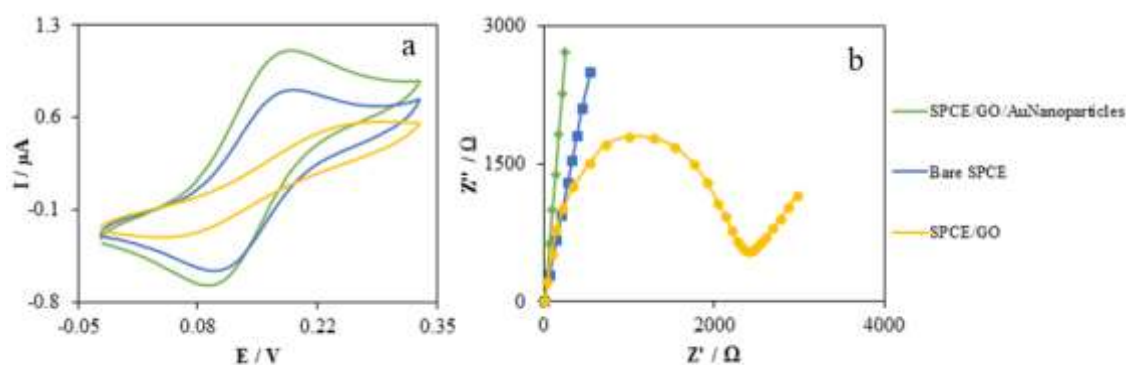 a
1.3
0.6
-0.1
-0.8
I / µA
-0.05
0.08
0.22
0.35
E / V
b
3000
1500
0
Z'' / Ω
0
2000
4000
Z' / Ω
SPCE/GO/AuNanoparticles
Bare SPCE
SPCE/GO